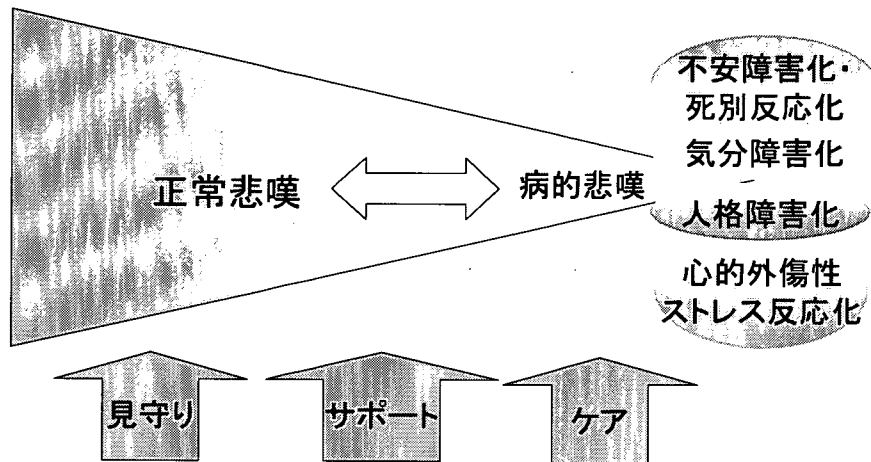 不安障害化・
死別反応化
気分障害化
正常悲嘆
病的悲嘆
人格障害化
心的外傷性
ストレス反応化
見守り
サポート
ケア